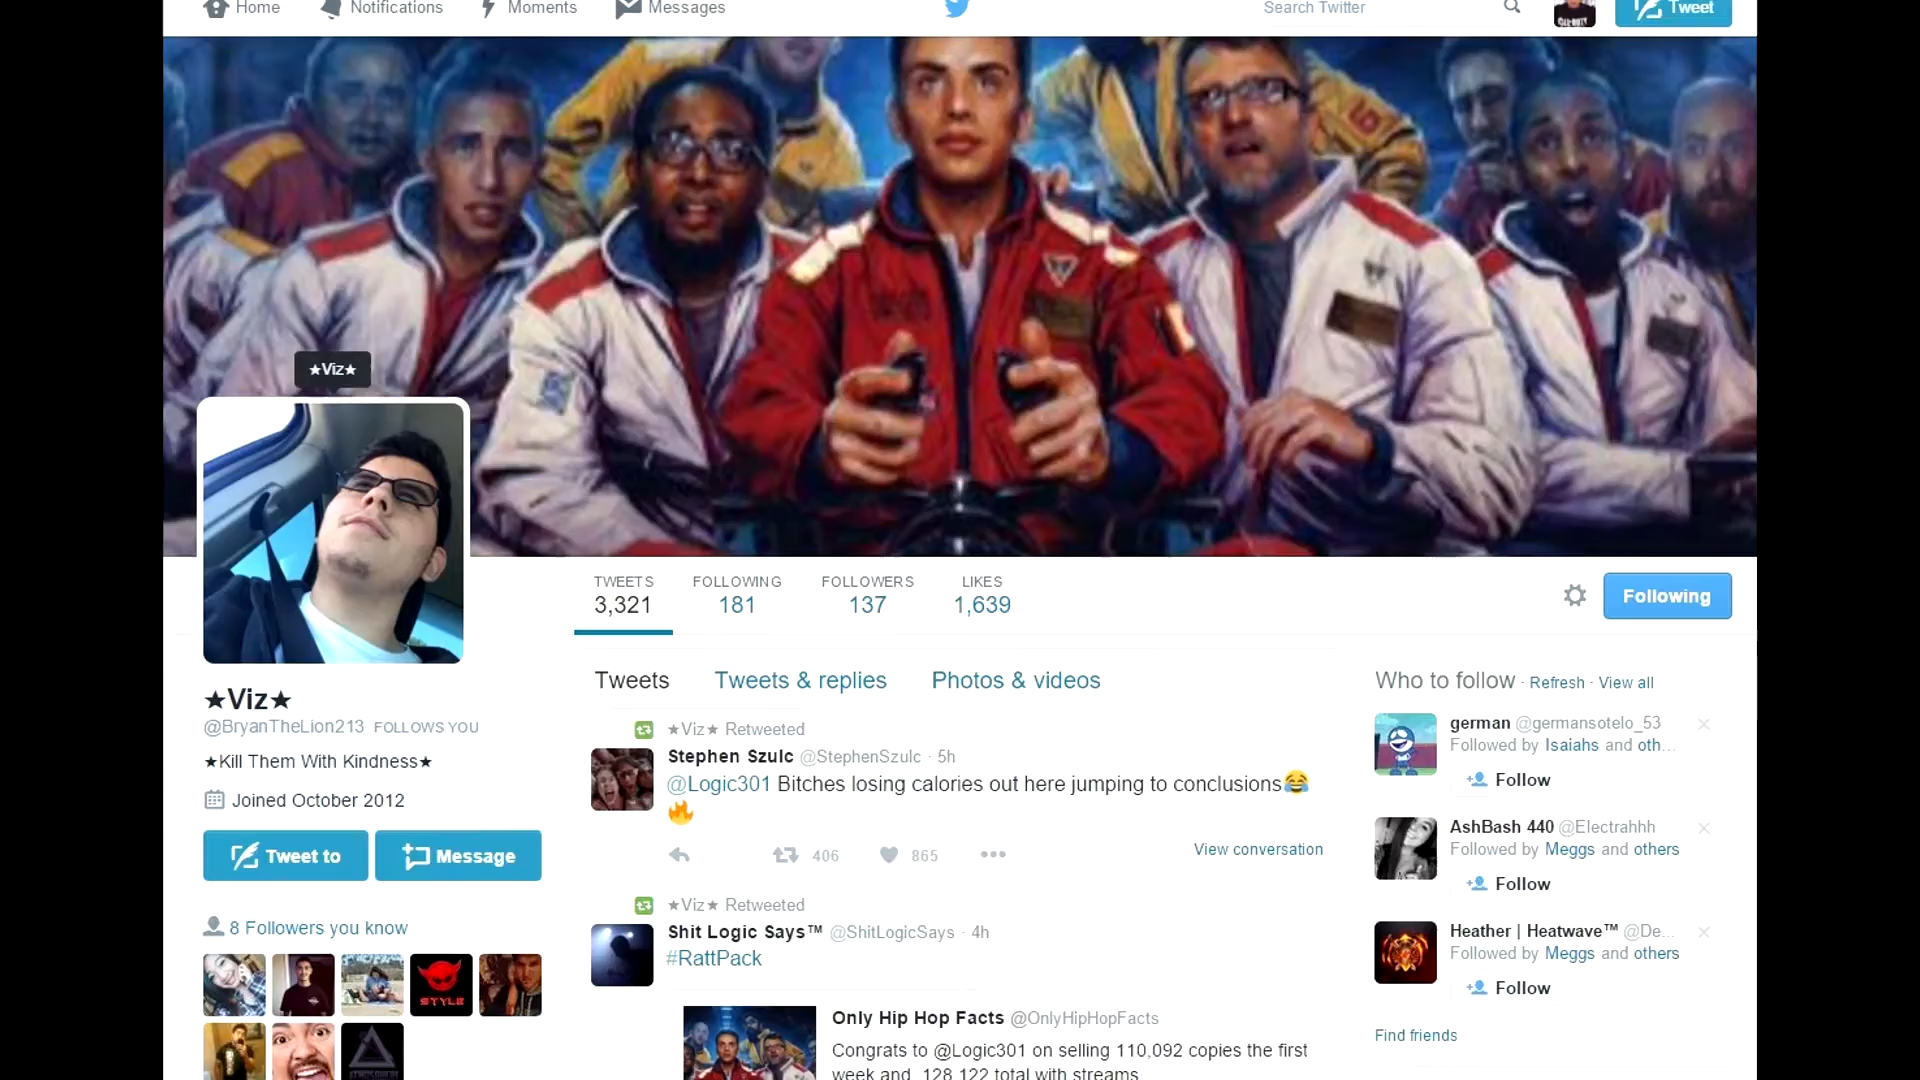 Home
Notifications
Moments
Messages
Search Twitter
Tweet
★Viz★
TWEETS
FOLLOWING
FOLLOWERS
LIKES
3,321
181
137
1,639
Following
★Viz★
@BryanTheLion213 FOLLOWS YOU
★Kill Them With Kindness★
Joined October 2012
Tweet to
Message
8 Followers you know
STYLE
Tweets
Tweets & replies
Photos & videos
★Viz★ Retweeted
Stephen Szulc @StephenSzulc · 5h
@Logic301 Bitches losing calories out here jumping to conclusions😂
🔥
406
865
View conversation
★Viz★ Retweeted
Shit Logic Says™ @ShitLogicSays · 4h
#RattPack
Only Hip Hop Facts @OnlyHipHopFacts
Congrats to @Logic301 on selling 110,092 copies the first
week and 128,122 total with streams
Who to follow · Refresh · View all
german @germansotelo_53
Followed by Isaiahs and oth...
Follow
AshBash 440 @Electrahhh
Followed by Meggs and others
Follow
Heather | Heatwave™ @De...
Followed by Meggs and others
Follow
Find friends